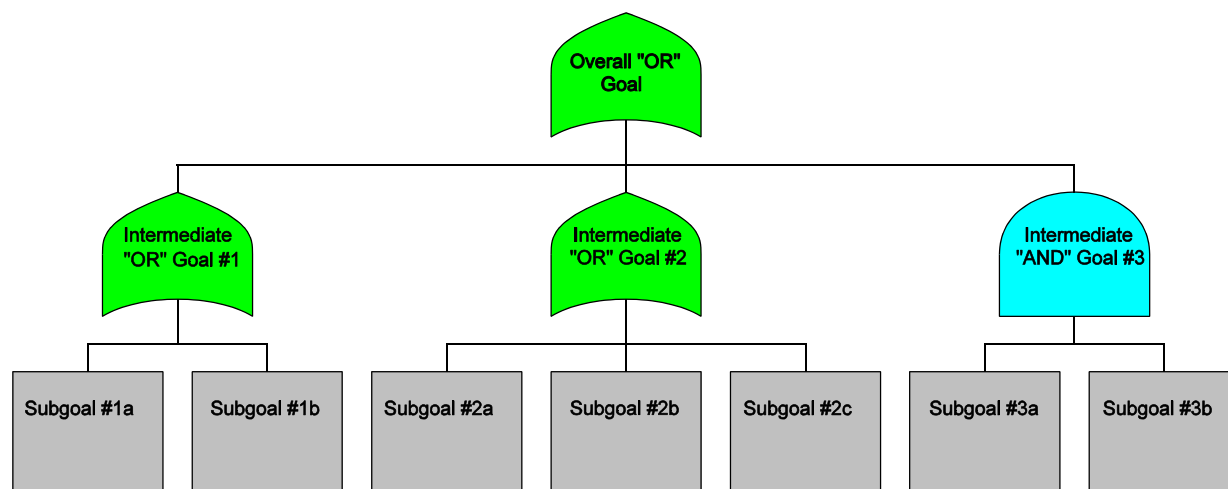 Overall "OR"
Goal
Intermediate
"OR" Goal #1
Intermediate
"OR" Goal #2
Intermediate
"AND" Goal #3
Subgoal #1a
Subgoal #1b
Subgoal #2a
Subgoal #2b
Subgoal #2c
Subgoal #3a
Subgoal #3b